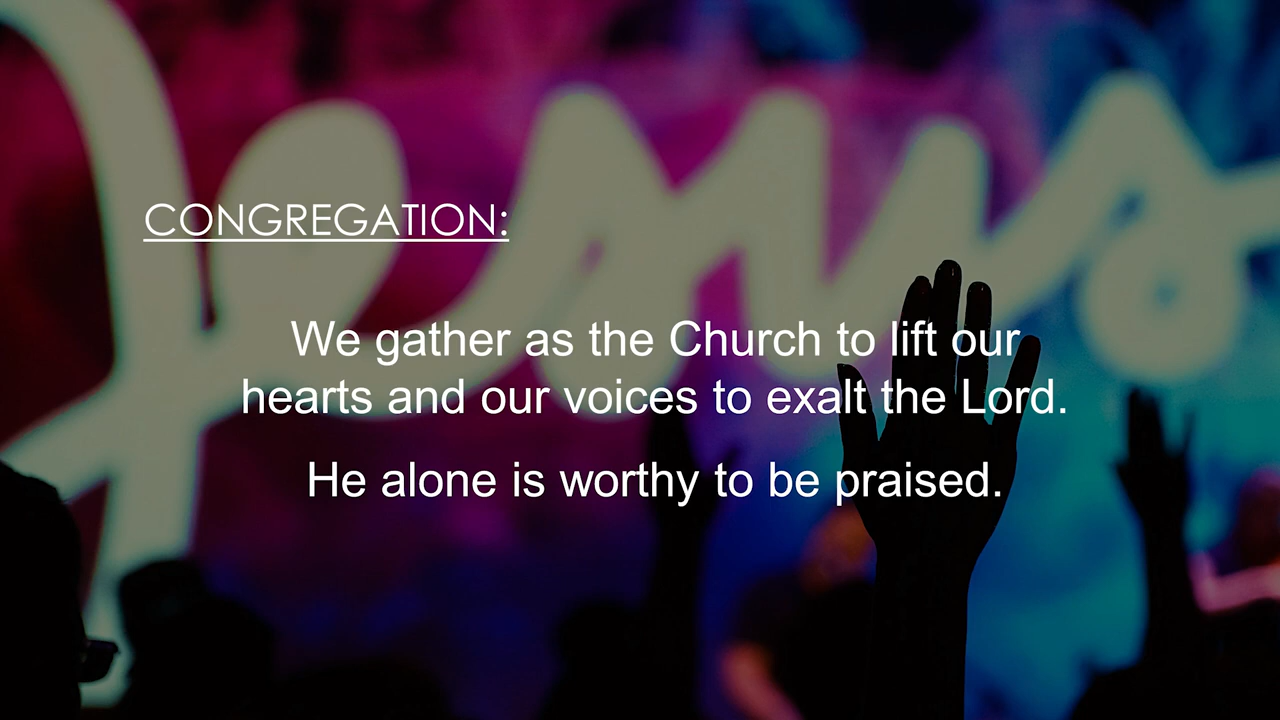 Jesus
CONGREGATION:
We gather as the Church to lift our
hearts and our voices to exalt the Lord.
He alone is worthy to be praised.